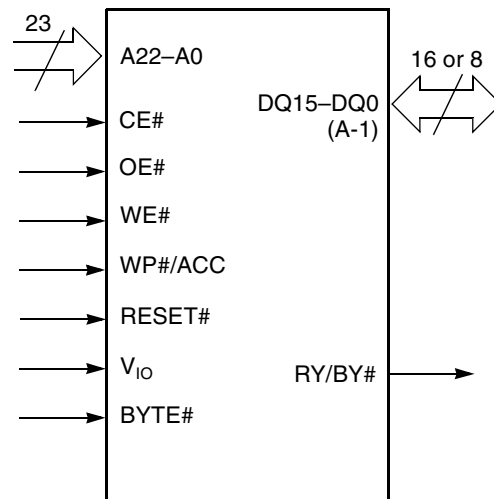 23
A22–A0
16 or 8
DQ15–DQ0
(A-1)
CE#
OE#
WE#
WP#/ACC
RESET#
VIO
RY/BY#
BYTE#